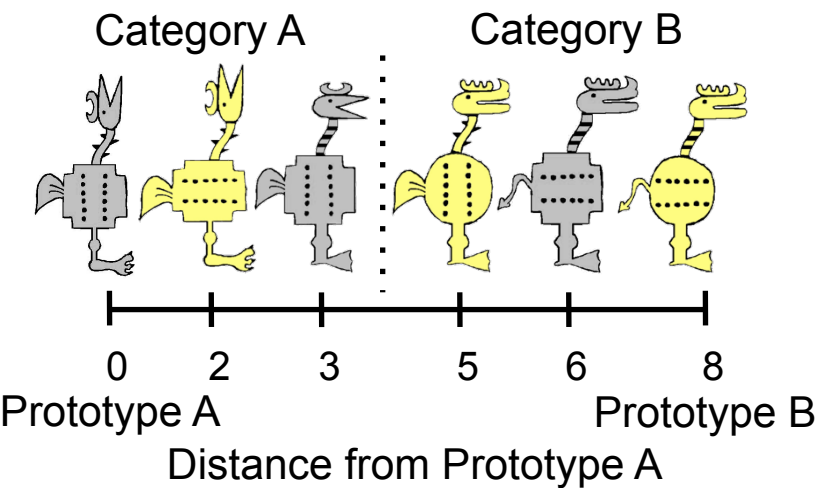 Category A
Category B
0 2 3 5 6 8
Prototype A
Prototype B
Distance from Prototype A